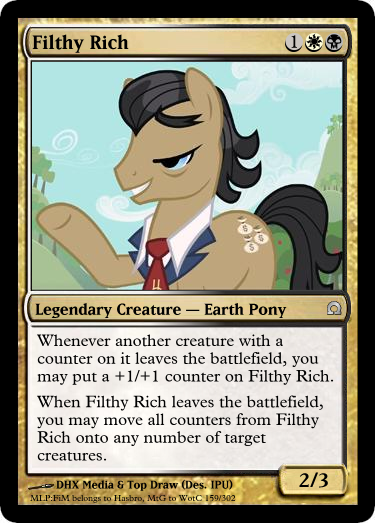 Filthy Rich 1
Legendary Creature — Earth Pony
Whenever another creature with a
counter on it leaves the battlefield, you
may put a +1/+1 counter on Filthy Rich.
When Filthy Rich leaves the battlefield,
you may move all counters from Filthy
Rich onto any number of target
creatures.
2/3
DHX Media & Top Draw (Des. IPU)
MLP:FiM belongs to Hasbro, MtG to WotC 159/302